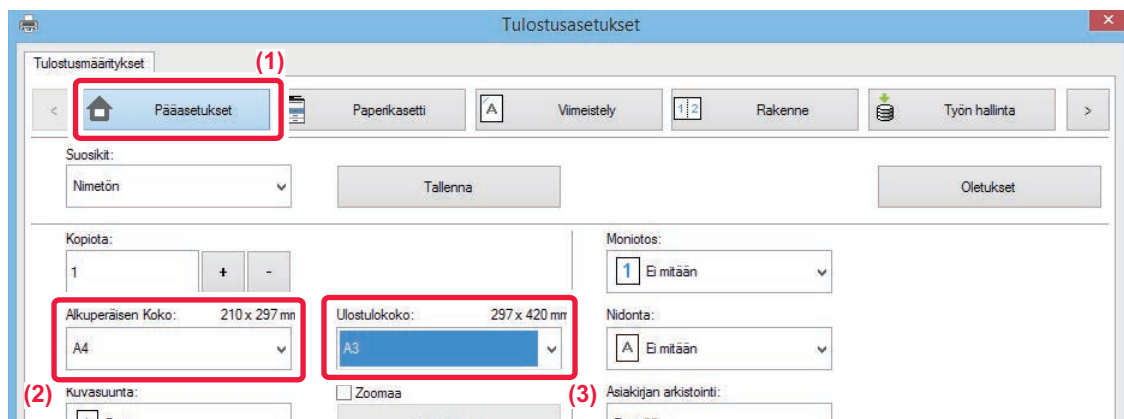 Tulostusasetukset
Tulostusmääritykset
(1)
< Pääasetukset Paperikasetti Viimeistely Rakenne Työn hallinta >
Suosikit:
Nimetön Tallenna Oletukset
Kopiota: Moniotos:
1 + - 1 Ei mitään
Alkuperäisen Koko: 210 x 297 mm Ulostulokoko: 297 x 420 mm Nidonta:
A4 A3 Ei mitään
(2) Kuvasuunta: Zoomaa (3) Asiakirjan arkistointi: